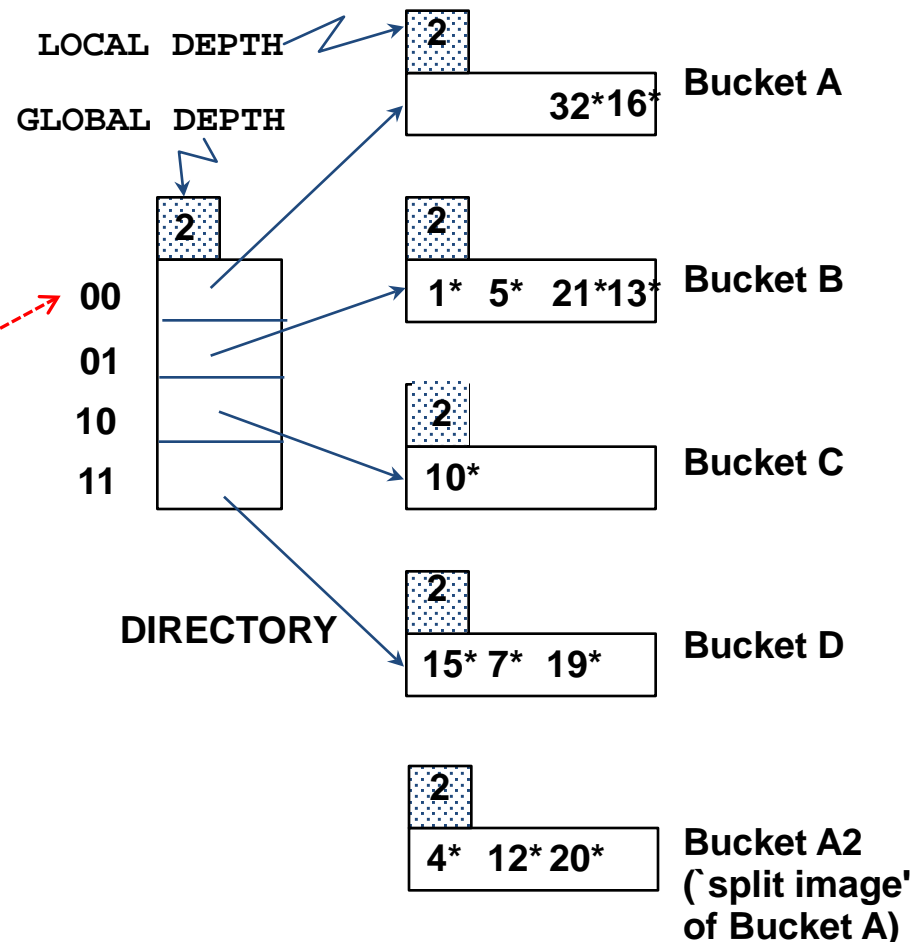 LOCAL DEPTH
GLOBAL DEPTH
2
32* 16*
Bucket A
2
00
01
10
11
DIRECTORY
2
1* 5* 21* 13*
Bucket B
2
10*
Bucket C
2
15* 7* 19*
Bucket D
2
4* 12* 20*
Bucket A2
(`split image'
of Bucket A)